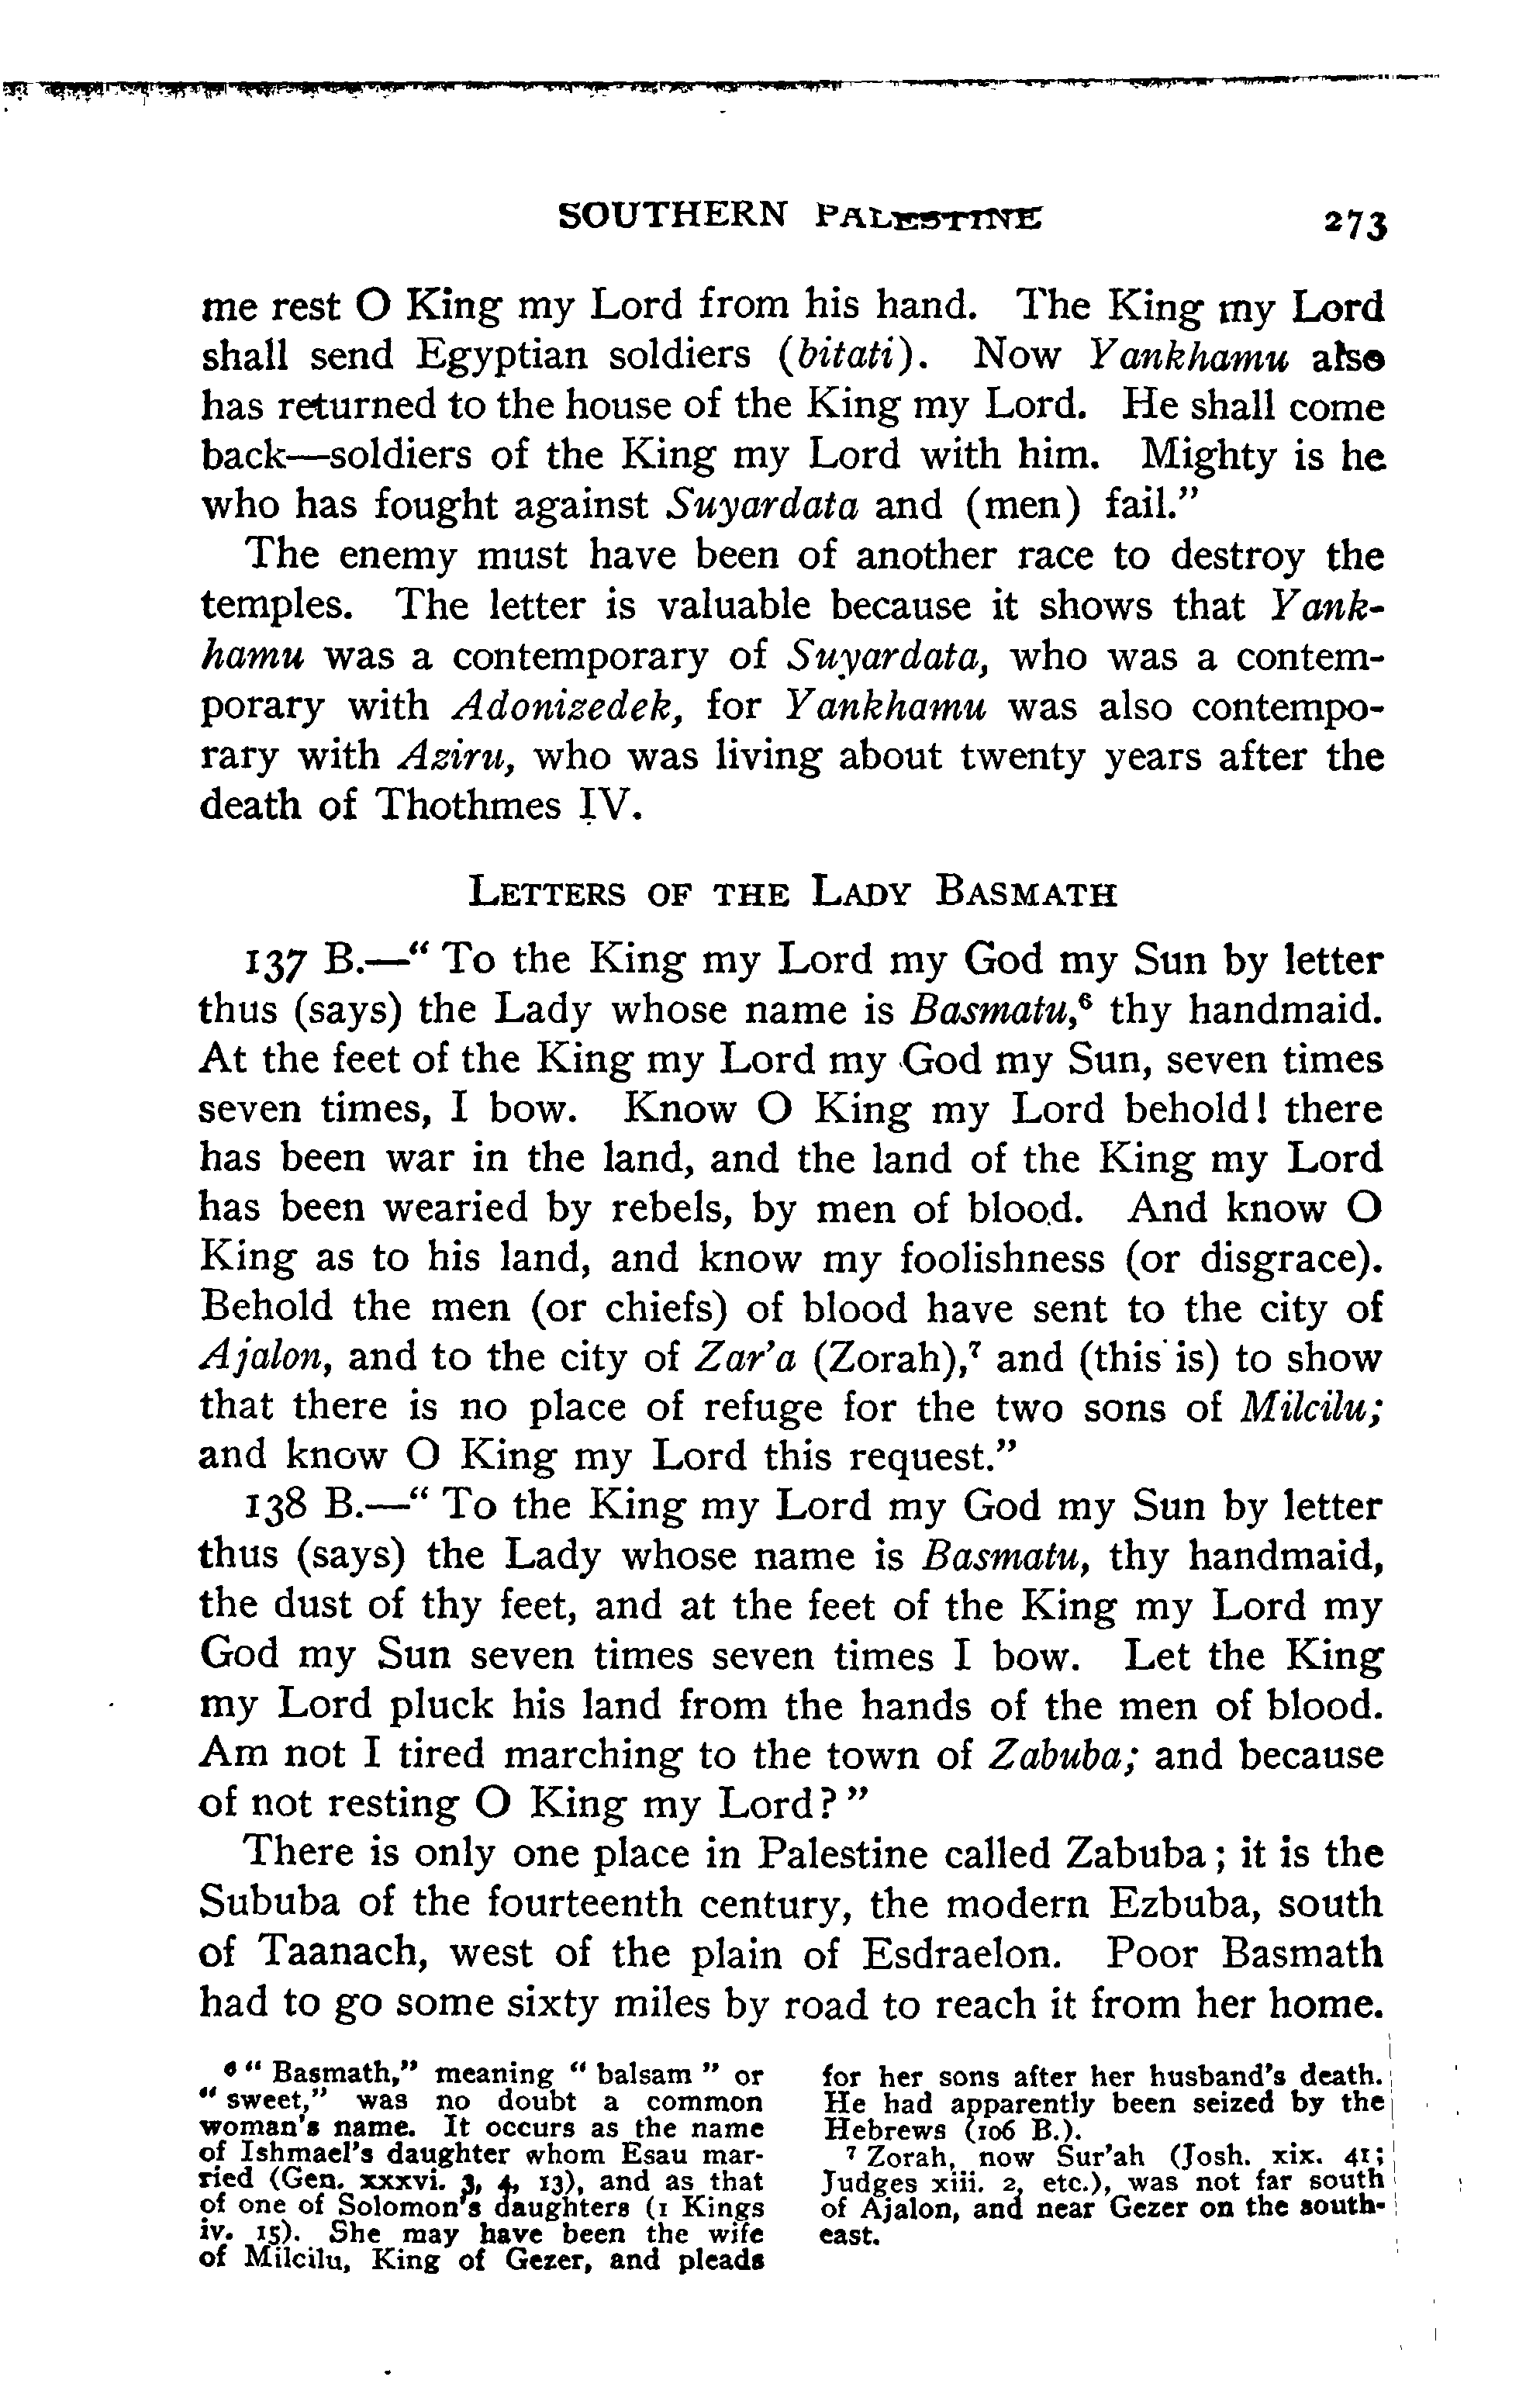 SOUTHERN PALESTINE 273
me rest O King my Lord from his hand. The King my Lord
shall send Egyptian soldiers (bitati). Now Yankhamu also
has returned to the house of the King my Lord. He shall come
back—soldiers of the King my Lord with him. Mighty is he
who has fought against Suyardata and (men) fail.”
The enemy must have been of another race to destroy the
temples. The letter is valuable because it shows that Yank-
hamu was a contemporary of Suyardata, who was a contem-
porary with Adonizedek, for Yankhamu was also contempo-
rary with Aziru, who was living about twenty years after the
death of Thothmes IV.
LETTERS OF THE LADY BASMATH
137 B.—“ To the King my Lord my God my Sun by letter
thus (says) the Lady whose name is Basmatu,⁶ thy handmaid.
At the feet of the King my Lord my God my Sun, seven times
seven times, I bow. Know O King my Lord behold! there
has been war in the land, and the land of the King my Lord
has been wearied by rebels, by men of blood. And know O
King as to his land, and know my foolishness (or disgrace).
Behold the men (or chiefs) of blood have sent to the city of
Ajalon, and to the city of Zar’a (Zorah),⁷ and (this is) to show
that there is no place of refuge for the two sons of Milcilu;
and know O King my Lord this request.”
138 B.—“ To the King my Lord my God my Sun by letter
thus (says) the Lady whose name is Basmatu, thy handmaid,
the dust of thy feet, and at the feet of the King my Lord my
God my Sun seven times seven times I bow. Let the King
my Lord pluck his land from the hands of the men of blood.
Am not I tired marching to the town of Zabuba; and because
of not resting O King my Lord? ”
There is only one place in Palestine called Zabuba; it is the
Sububa of the fourteenth century, the modern Ezbuba, south
of Taanach, west of the plain of Esdraelon. Poor Basmath
had to go some sixty miles by road to reach it from her home.
⁶ “ Basmath,” meaning “ balsam ” or
“ sweet,” was no doubt a common
woman’s name. It occurs as the name
of Ishmael’s daughter whom Esau mar-
ried (Gen. xxxvi. 3, 4, 13), and as that
of one of Solomon’s daughters (1 Kings
iv. 15). She may have been the wife
of Milcilu, King of Gezer, and pleads
for her sons after her husband’s death.
He had apparently been seized by the
Hebrews (106 B.).
⁷ Zorah, now Sur’ah (Josh. xix. 41;
Judges xiii. 2, etc.), was not far south
of Ajalon, and near Gezer on the south-
east.